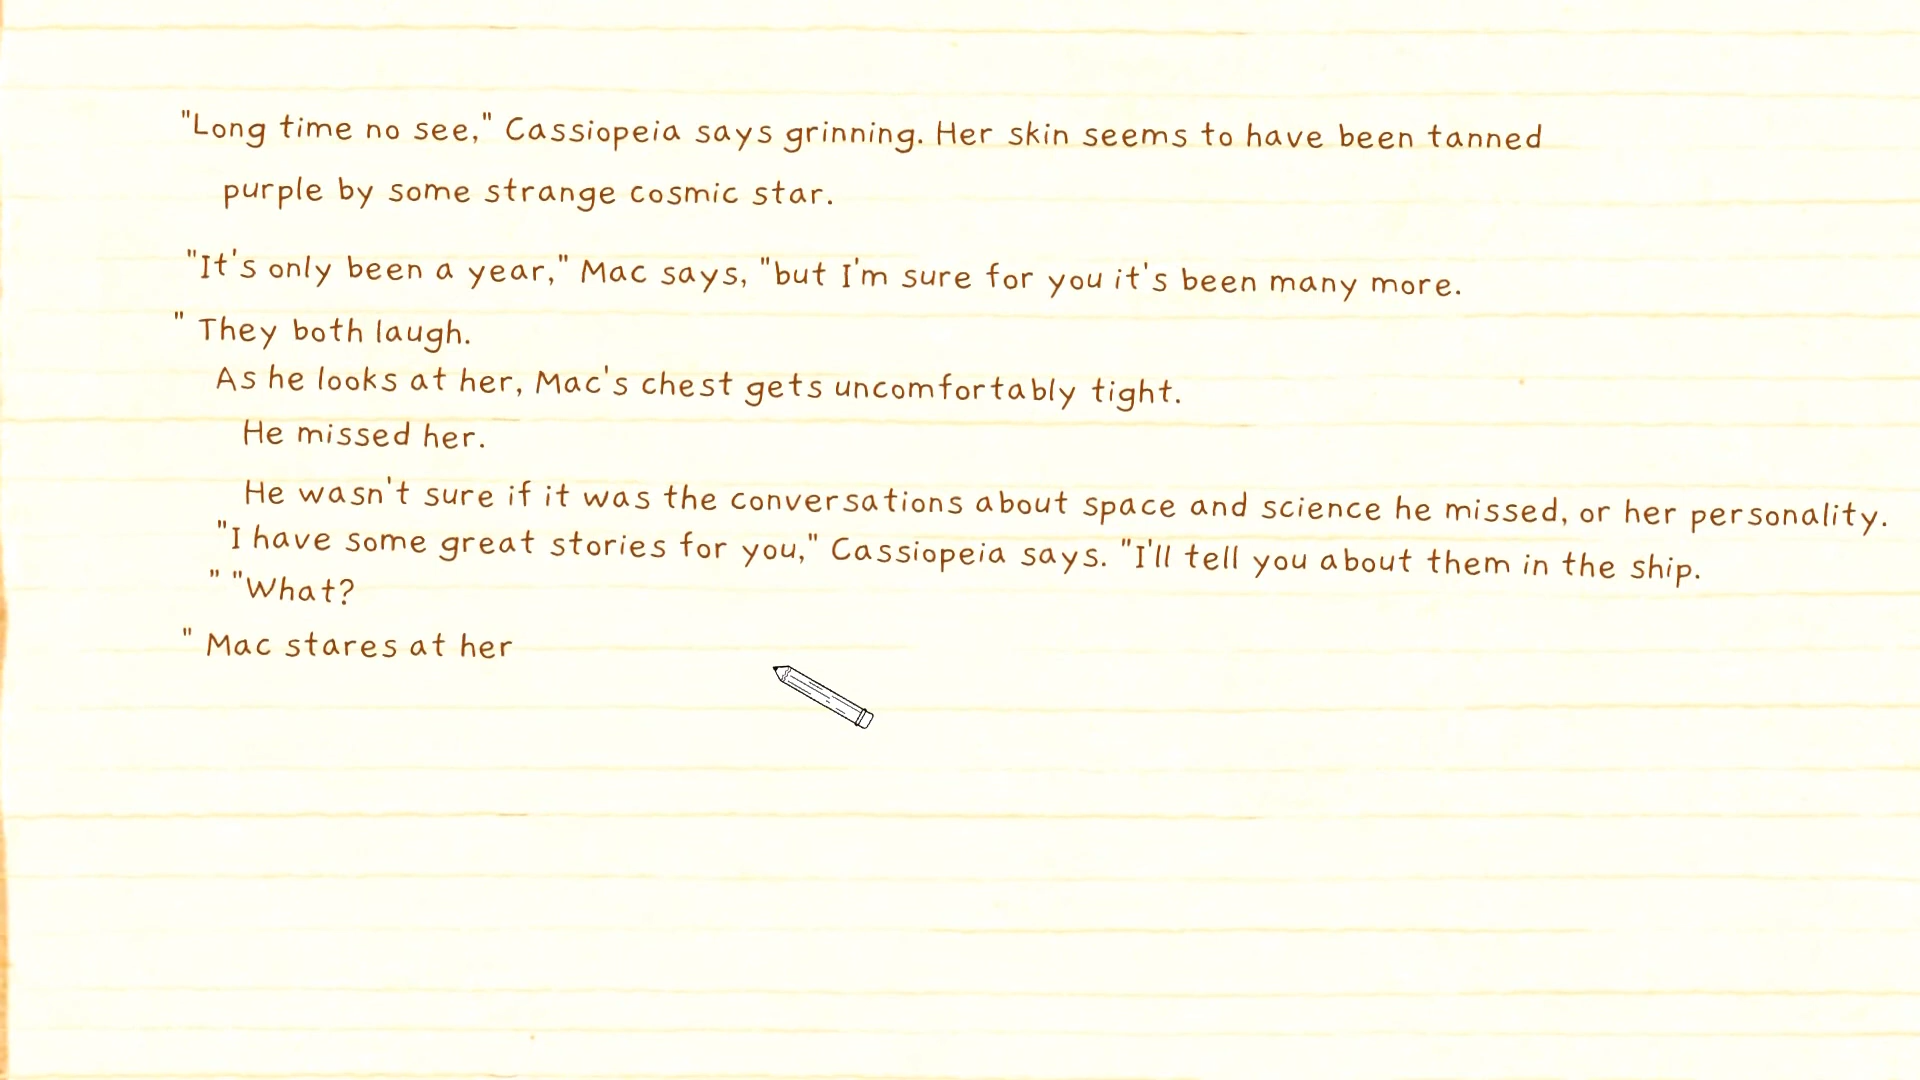 "Long time no see," Cassiopeia says grinning. Her skin seems to have been tanned
purple by some strange cosmic star.
"It's only been a year," Mac says, "but I'm sure for you it's been many more.
" They both laugh.
As he looks at her, Mac's chest gets uncomfortably tight.
He missed her.
He wasn't sure if it was the conversations about space and science he missed, or her personality.
"I have some great stories for you," Cassiopeia says. "I'll tell you about them in the ship.
" "What?
" Mac stares at her